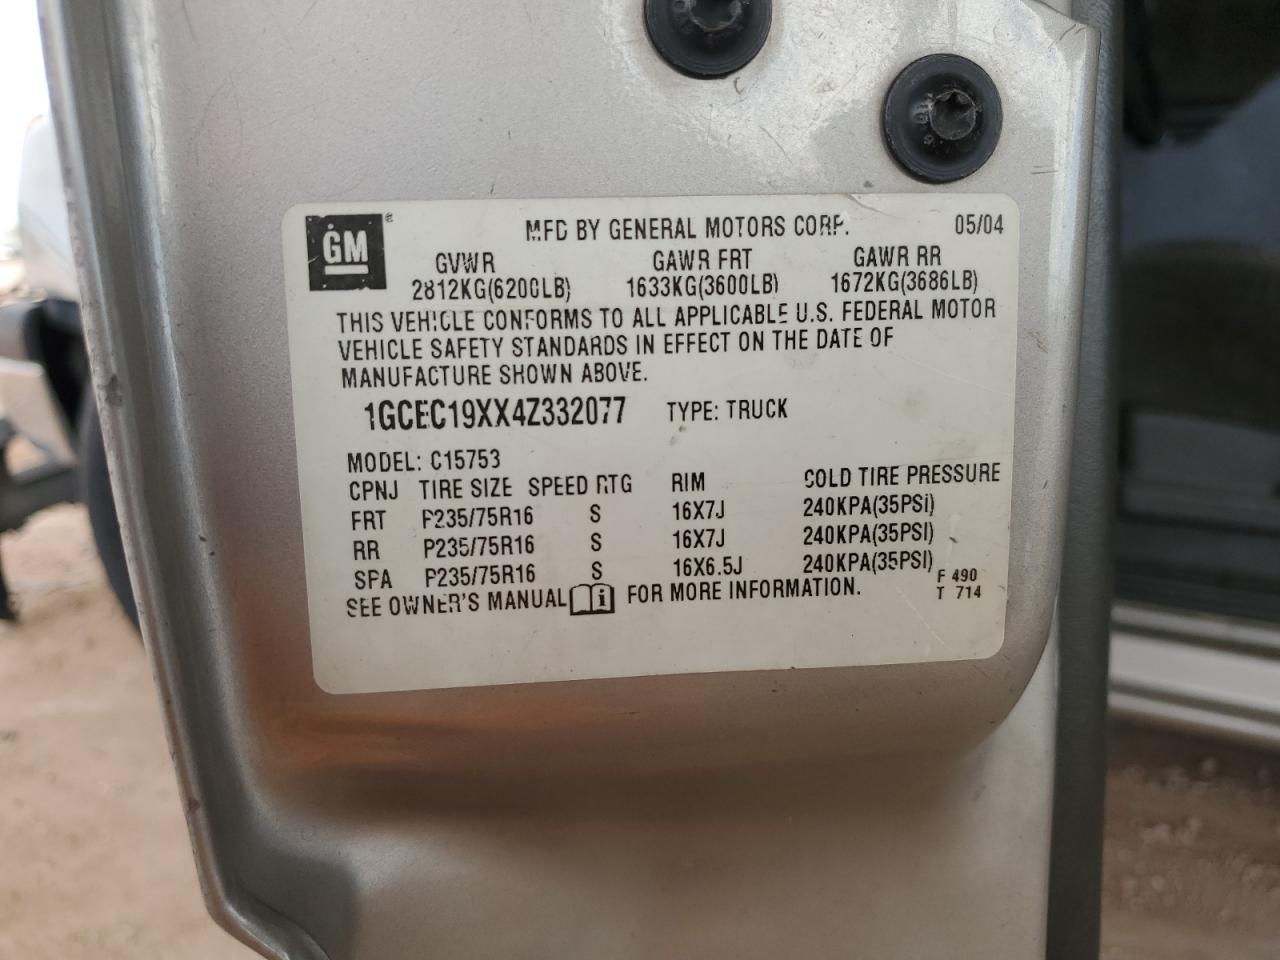 GM ®
MFD BY GENERAL MOTORS CORP. 05/04
GVWR GAWR FRT GAWR RR
2812KG(6200LB) 1633KG(3600LB) 1672KG(3686LB)
THIS VEHICLE CONFORMS TO ALL APPLICABLE U.S. FEDERAL MOTOR
VEHICLE SAFETY STANDARDS IN EFFECT ON THE DATE OF
MANUFACTURE SHOWN ABOVE.
1GCEC19XX4Z332077 TYPE: TRUCK
MODEL: C15753
CPNJ TIRE SIZE SPEED RTG RIM COLD TIRE PRESSURE
FRT P235/75R16 S 16X7J 240KPA(35PSI)
RR P235/75R16 S 16X7J 240KPA(35PSI)
SPA P235/75R16 S 16X6.5J 240KPA(35PSI)
SEE OWNER'S MANUAL i FOR MORE INFORMATION.
F 490
T 714